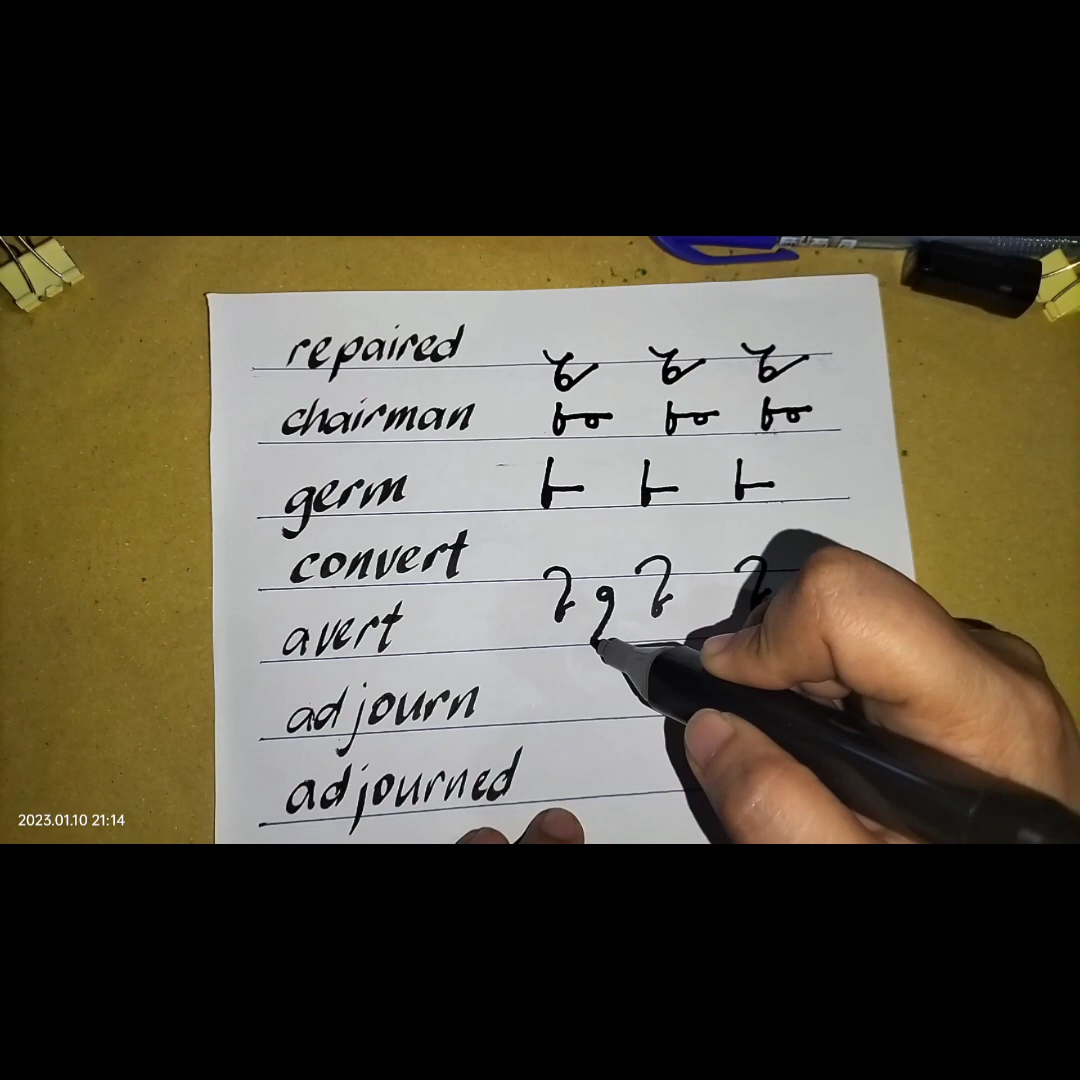 repaired
chairman
germ
convert
avert
adjourn
adjourned
2023.01.10 21:14